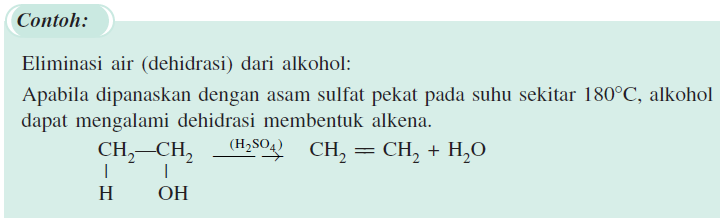 Contoh:
Eliminasi air (dehidrasi) dari alkohol:
Apabila dipanaskan dengan asam sulfat pekat pada suhu sekitar 180°C, alkohol
dapat mengalami dehidrasi membentuk alkena.
CH₂—CH₂ (H₂SO₄)→ CH₂ = CH₂ + H₂O
| |
H OH